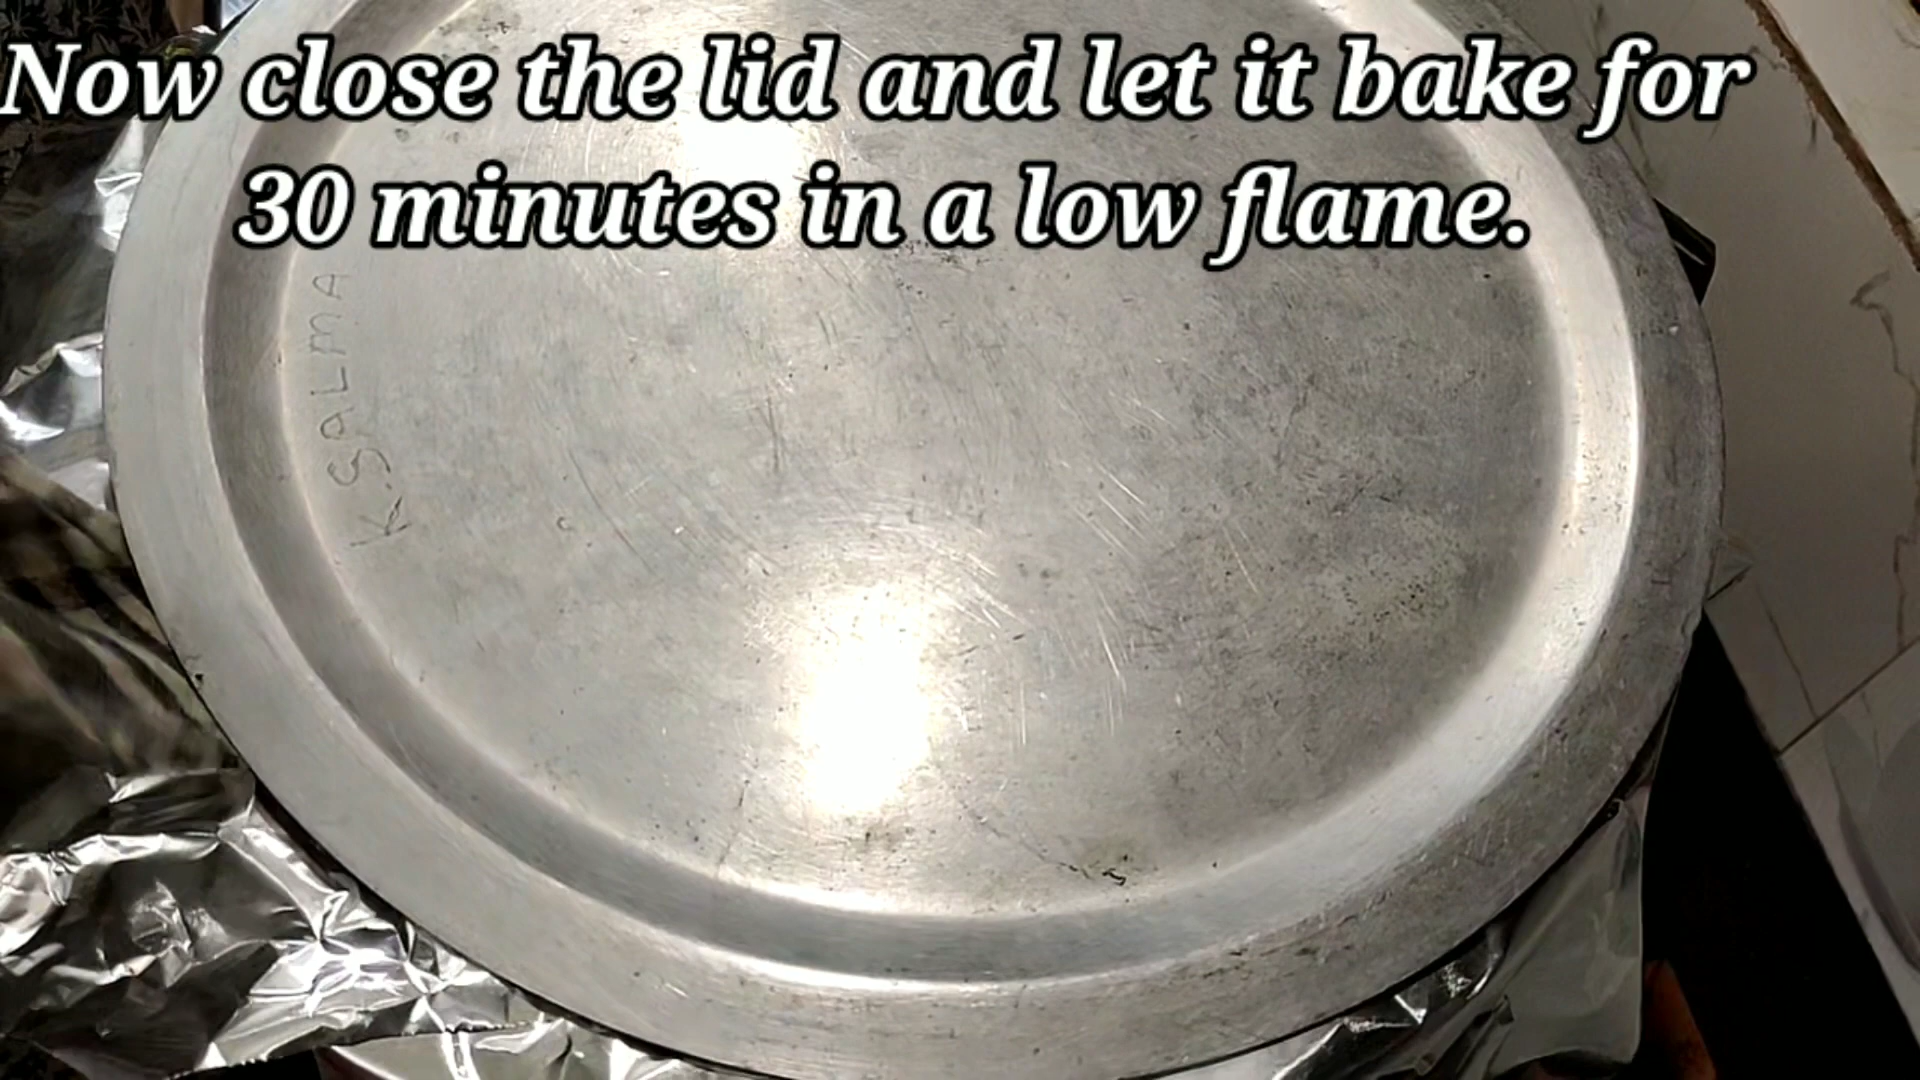 Now close the lid and let it bake for
30 minutes in a low flame.
K.SALMA